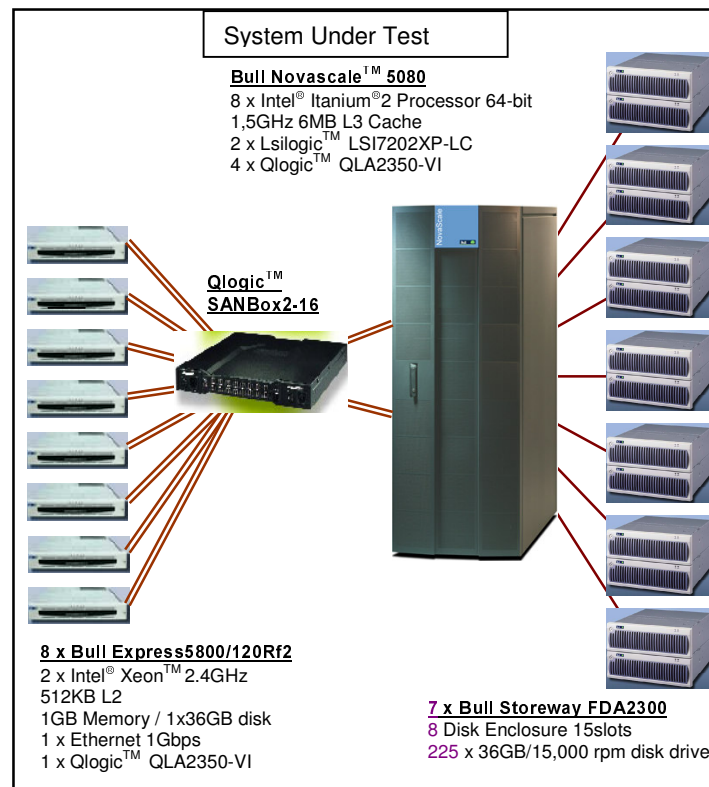 System Under Test
Bull Novascale™ 5080
8 x Intel® Itanium®2 Processor 64-bit
1,5GHz 6MB L3 Cache
2 x Lsilogic™ LSI7202XP-LC
4 x Qlogic™ QLA2350-VI
NovaScale
Qlogic™
SANBox2-16
8 x Bull Express5800/120Rf2
2 x Intel® Xeon™ 2.4GHz
512KB L2
1GB Memory / 1x36GB disk
1 x Ethernet 1Gbps
1 x Qlogic™ QLA2350-VI
7 x Bull Storeway FDA2300
8 Disk Enclosure 15slots
225 x 36GB/15,000 rpm disk drive